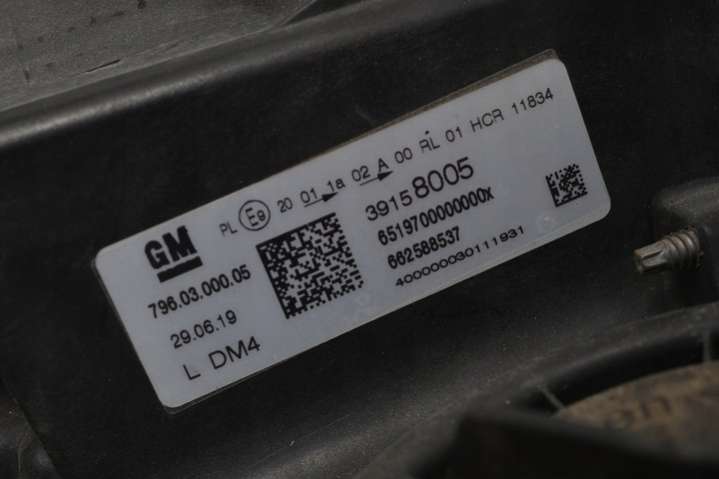 PL E9 20 01 1a 02 A 00 RL 01 HCR 11834
GM
39158005
6519700000000X
796.03.000.05
662588537
29.06.19
400000030111931
L DM4